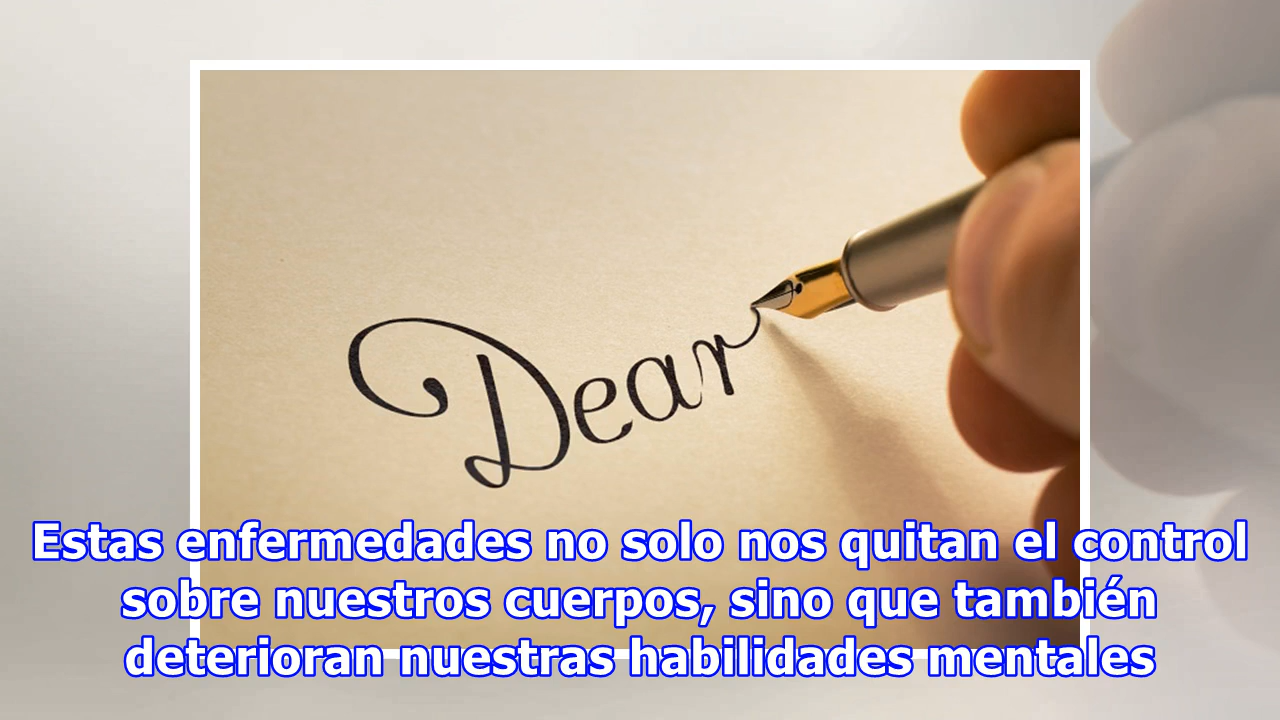 Dear
Estas enfermedades no solo nos quitan el control
sobre nuestros cuerpos, sino que también
deterioran nuestras habilidades mentales